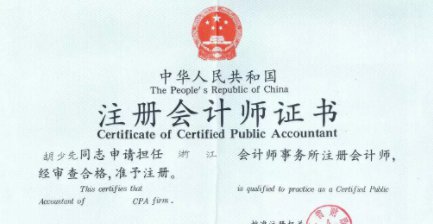 中华人民共和国
The People's Republic of China
注册会计师证书
Certificate of Certified Public Accountant
胡少先同志申请担任 浙江 会计师事务所注册会计师,
经审查合格,准予注册。
This certifies that is qualified to practice as a Certified Public
Accountant of CPA firm.